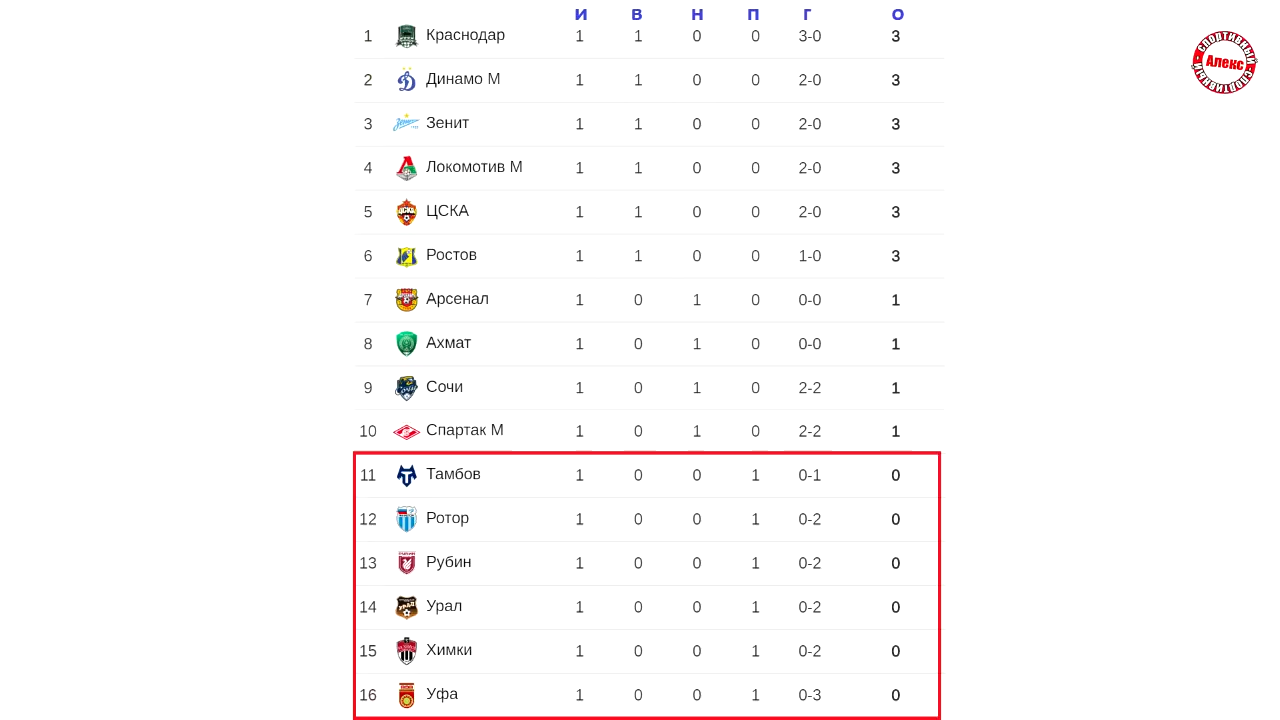 И В Н П Г О
1 Краснодар 1 1 0 0 3-0 3
2 Динамо М 1 1 0 0 2-0 3
3 Зенит 1 1 0 0 2-0 3
4 Локомотив М 1 1 0 0 2-0 3
5 ЦСКА 1 1 0 0 2-0 3
6 Ростов 1 1 0 0 1-0 3
7 Арсенал 1 0 1 0 0-0 1
8 Ахмат 1 0 1 0 0-0 1
9 Сочи 1 0 1 0 2-2 1
10 Спартак М 1 0 1 0 2-2 1
11 Тамбов 1 0 0 1 0-1 0
12 Ротор 1 0 0 1 0-2 0
13 Рубин 1 0 0 1 0-2 0
14 Урал 1 0 0 1 0-2 0
15 Химки 1 0 0 1 0-2 0
16 Уфа 1 0 0 1 0-3 0
СПОРТИВНЫЙ
Алекс
СПОРТИВНЫЙ